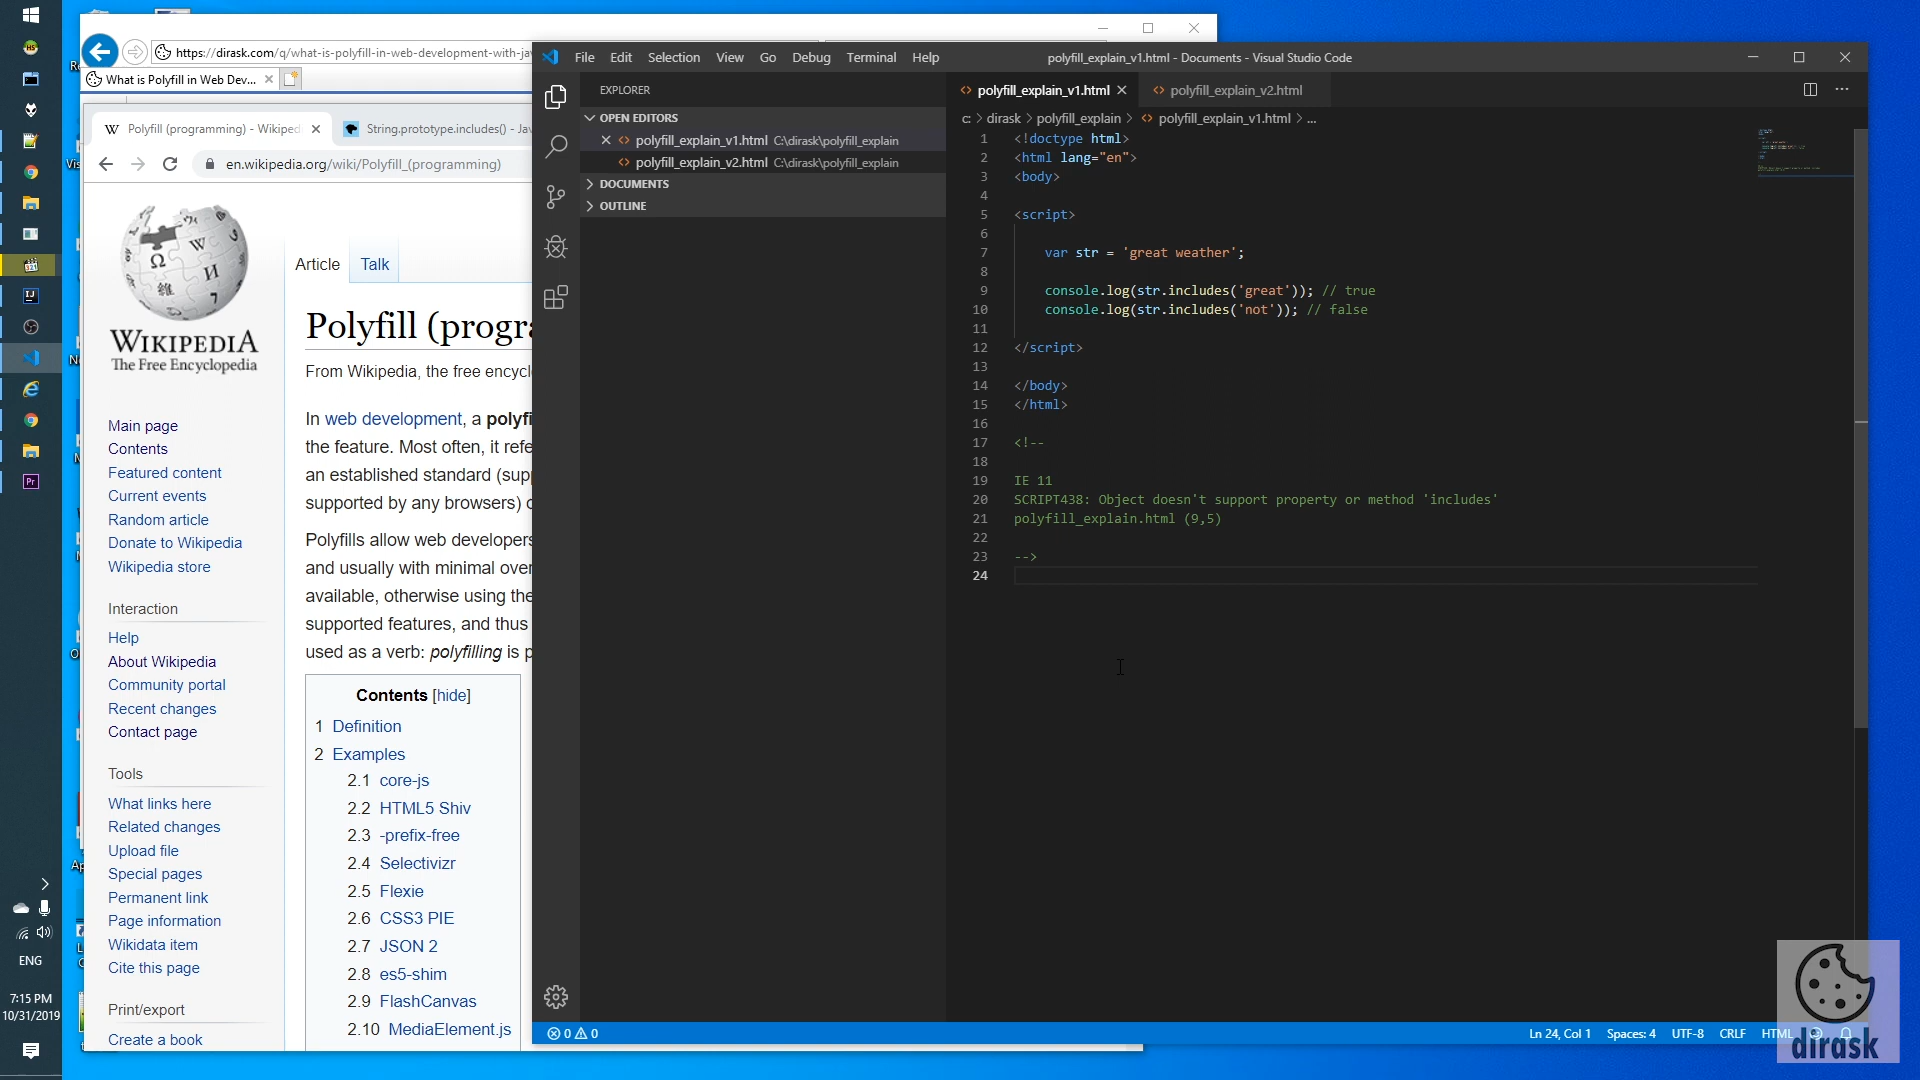 https://dirask.com/q/what-is-polyfill-in-web-development-with-ja
What is Polyfill in Web Dev...
Polyfill (programming) - Wikiped
String.prototype.includes() - Jav
en.wikipedia.org/wiki/Polyfill_(programming)
WIKIPEDIA
The Free Encyclopedia
Main page
Contents
Featured content
Current events
Random article
Donate to Wikipedia
Wikipedia store
Interaction
Help
About Wikipedia
Community portal
Recent changes
Contact page
Tools
What links here
Related changes
Upload file
Special pages
Permanent link
Page information
Wikidata item
Cite this page
Print/export
Create a book
Article
Talk
Polyfill (progra
From Wikipedia, the free encycl
In web development, a polyfi
the feature. Most often, it refe
an established standard (supp
supported by any browsers) o
Polyfills allow web developers
and usually with minimal over
available, otherwise using the
supported features, and thus
used as a verb: polyfilling is p
Contents [hide]
1 Definition
2 Examples
2.1 core-js
2.2 HTML5 Shiv
2.3 -prefix-free
2.4 Selectivizr
2.5 Flexie
2.6 CSS3 PIE
2.7 JSON 2
2.8 es5-shim
2.9 FlashCanvas
2.10 MediaElement.js
File Edit Selection View Go Debug Terminal Help
polyfill_explain_v1.html - Documents - Visual Studio Code
EXPLORER
OPEN EDITORS
polyfill_explain_v1.html C:\dirask\polyfill_explain
polyfill_explain_v2.html C:\dirask\polyfill_explain
DOCUMENTS
OUTLINE
polyfill_explain_v1.html
polyfill_explain_v2.html
c: > dirask > polyfill_explain > polyfill_explain_v1.html > ...
1 <!doctype html>
2 <html lang="en">
3 <body>
4
5 <script>
6
7 var str = 'great weather';
8
9 console.log(str.includes('great')); // true
10 console.log(str.includes('not')); // false
11
12 </script>
13
14 </body>
15 </html>
16
17 <!--
18
19 IE 11
20 SCRIPT438: Object doesn't support property or method 'includes'
21 polyfill_explain.html (9,5)
22
23 -->
24
0 0
Ln 24, Col 1 Spaces: 4 UTF-8 CRLF HTML
dirask
ENG
7:15 PM
10/31/2019